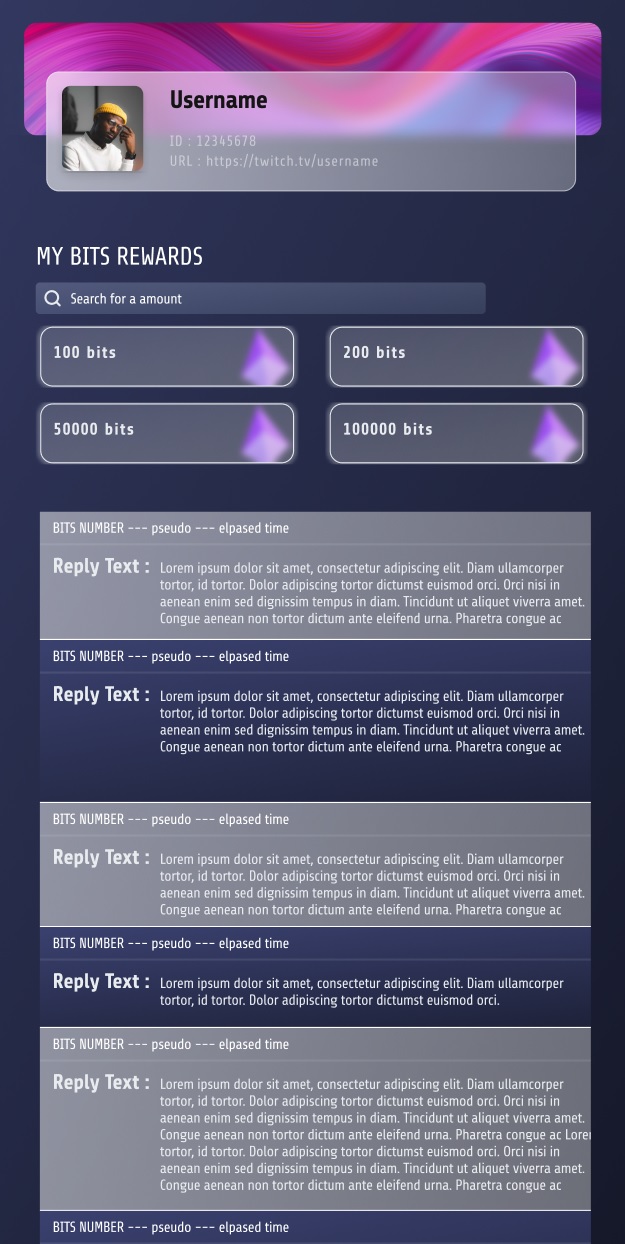 Username
ID : 12345678
URL : https://twitch.tv/username
MY BITS REWARDS
Search for a amount
100 bits
200 bits
50000 bits
100000 bits
BITS NUMBER --- pseudo --- elpased time
Reply Text : Lorem ipsum dolor sit amet, consectetur adipiscing elit. Diam ullamcorper
tortor, id tortor. Dolor adipiscing tortor dictumst euismod orci. Orci nisi in
aenean enim sed dignissim tempus in diam. Tincidunt ut aliquet viverra amet.
Congue aenean non tortor dictum ante eleifend urna. Pharetra congue ac
BITS NUMBER --- pseudo --- elpased time
Reply Text : Lorem ipsum dolor sit amet, consectetur adipiscing elit. Diam ullamcorper
tortor, id tortor. Dolor adipiscing tortor dictumst euismod orci. Orci nisi in
aenean enim sed dignissim tempus in diam. Tincidunt ut aliquet viverra amet.
Congue aenean non tortor dictum ante eleifend urna. Pharetra congue ac
BITS NUMBER --- pseudo --- elpased time
Reply Text : Lorem ipsum dolor sit amet, consectetur adipiscing elit. Diam ullamcorper
tortor, id tortor. Dolor adipiscing tortor dictumst euismod orci. Orci nisi in
aenean enim sed dignissim tempus in diam. Tincidunt ut aliquet viverra amet.
Congue aenean non tortor dictum ante eleifend urna. Pharetra congue ac
BITS NUMBER --- pseudo --- elpased time
Reply Text : Lorem ipsum dolor sit amet, consectetur adipiscing elit. Diam ullamcorper
tortor, id tortor. Dolor adipiscing tortor dictumst euismod orci.
BITS NUMBER --- pseudo --- elpased time
Reply Text : Lorem ipsum dolor sit amet, consectetur adipiscing elit. Diam ullamcorper
tortor, id tortor. Dolor adipiscing tortor dictumst euismod orci. Orci nisi in
aenean enim sed dignissim tempus in diam. Tincidunt ut aliquet viverra amet.
Congue aenean non tortor dictum ante eleifend urna. Pharetra congue ac Lore
tortor, id tortor. Dolor adipiscing tortor dictumst euismod orci. Orci nisi in
aenean enim sed dignissim tempus in diam. Tincidunt ut aliquet viverra amet.
Congue aenean non tortor dictum ante eleifend urna. Pharetra congue ac
BITS NUMBER --- pseudo --- elpased time